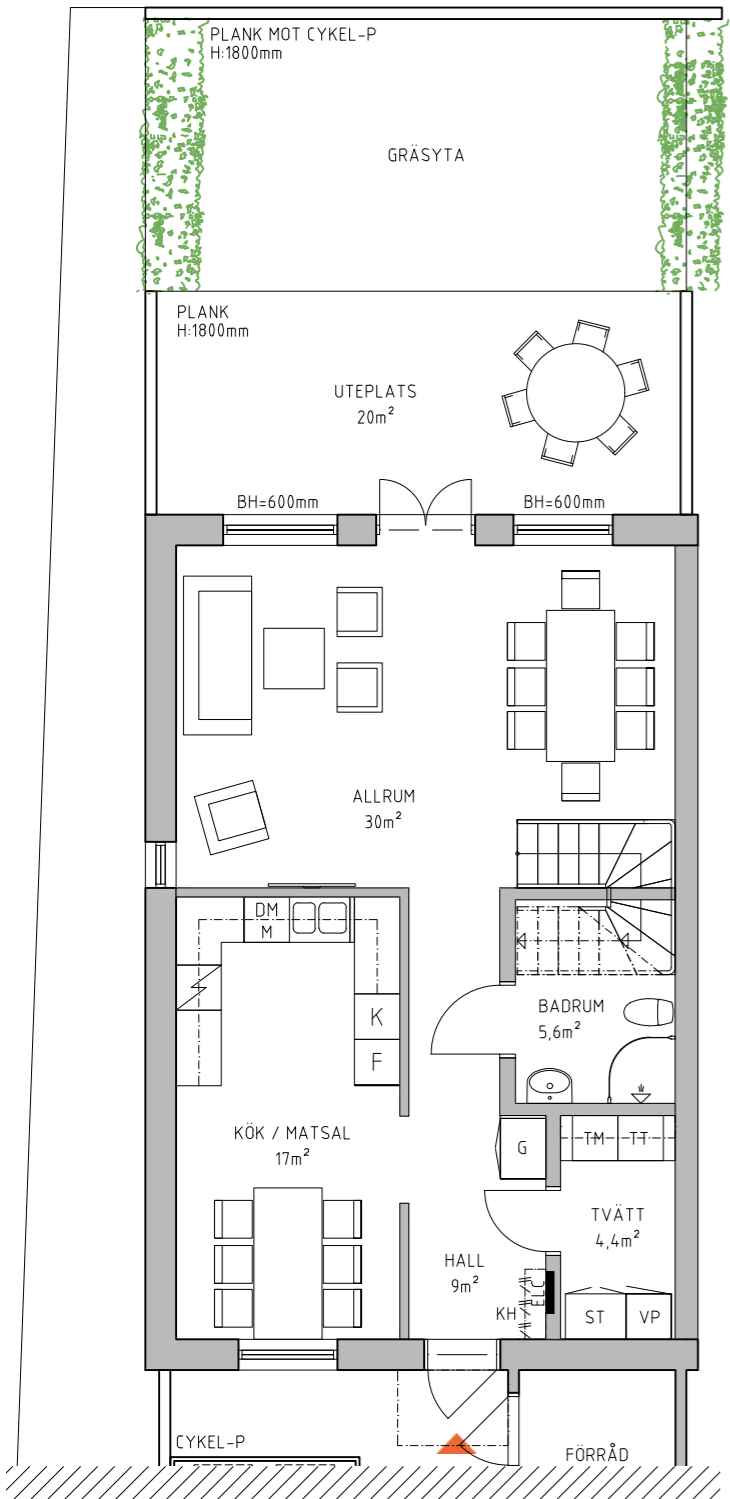 PLANK MOT CYKEL-P
H:1800mm
GRÄSYTA
PLANK
H:1800mm
UTEPLATS
20m²
BH=600mm
BH=600mm
ALLRUM
30m²
DM
M
K
F
BADRUM
5,6m²
KÖK / MATSAL
17m²
G
TM
TT
TVÄTT
4,4m²
HALL
9m²
ELC
KH
ST
VP
CYKEL-P
FÖRRÅD